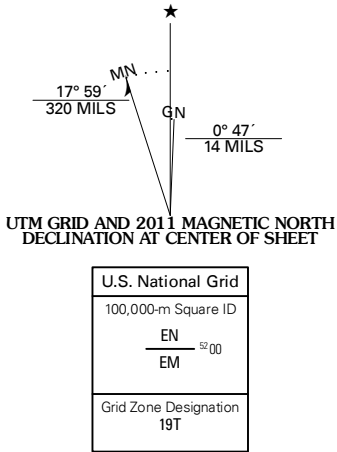 ★
MN
GN
17° 59´
320 MILS
0° 47´
14 MILS
UTM GRID AND 2011 MAGNETIC NORTH
DECLINATION AT CENTER OF SHEET
U.S. National Grid
100,000-m Square ID
EN
5200
EM
Grid Zone Designation
19T